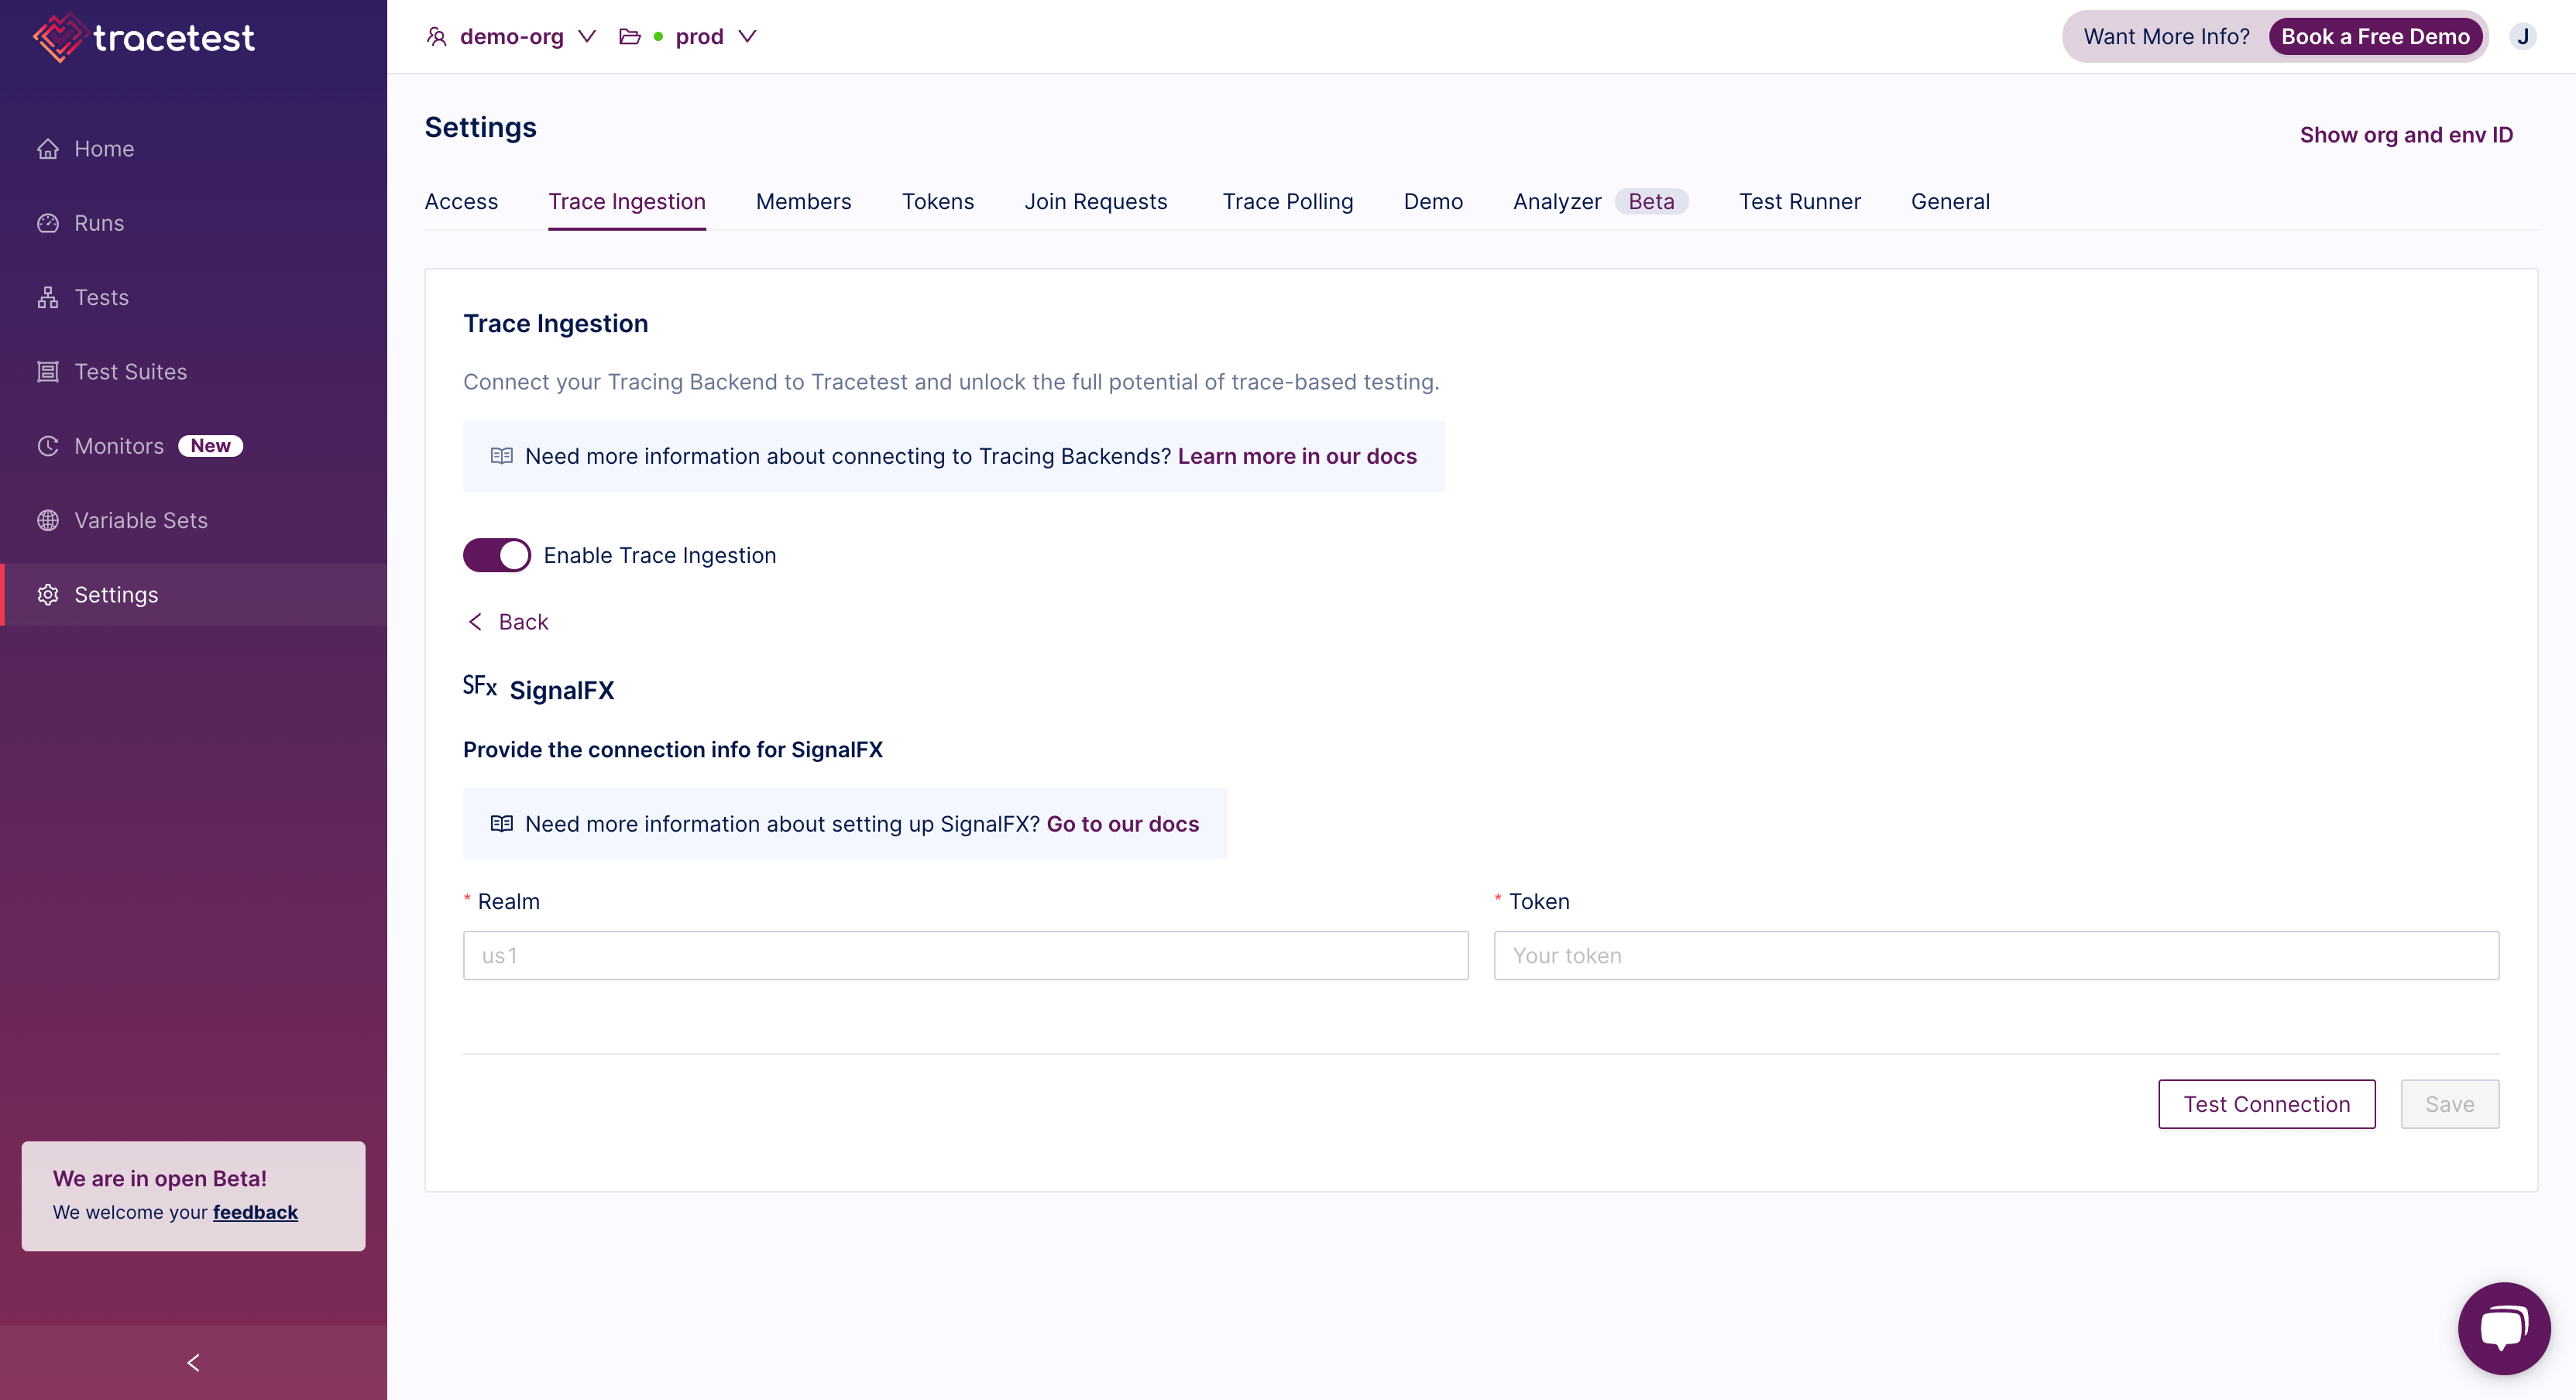 tracetest
demo-org
prod
Want More Info?
Book a Free Demo
J
Home
Runs
Tests
Test Suites
Monitors New
Variable Sets
Settings
We are in open Beta!
We welcome your feedback
Settings
Show org and env ID
Access Trace Ingestion Members Tokens Join Requests Trace Polling Demo Analyzer Beta Test Runner General
Trace Ingestion
Connect your Tracing Backend to Tracetest and unlock the full potential of trace-based testing.
Need more information about connecting to Tracing Backends? Learn more in our docs
Enable Trace Ingestion
Back
SFx SignalFX
Provide the connection info for SignalFX
Need more information about setting up SignalFX? Go to our docs
* Realm
us1
* Token
Your token
Test Connection
Save